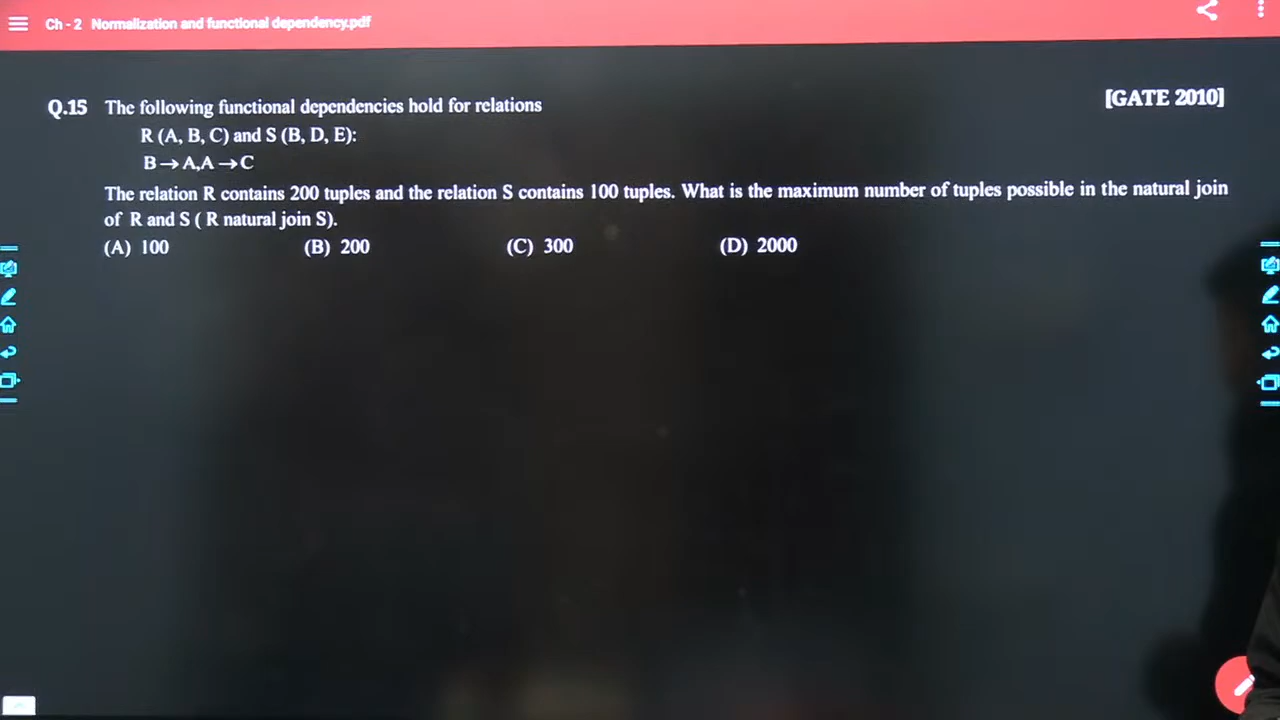 Ch - 2 Normalization and functional dependency.pdf
[GATE 2010]
Q.15 The following functional dependencies hold for relations
R (A, B, C) and S (B, D, E):
B→A,A→C
The relation R contains 200 tuples and the relation S contains 100 tuples. What is the maximum number of tuples possible in the natural join
of R and S ( R natural join S).
(A) 100 (B) 200 (C) 300 (D) 2000